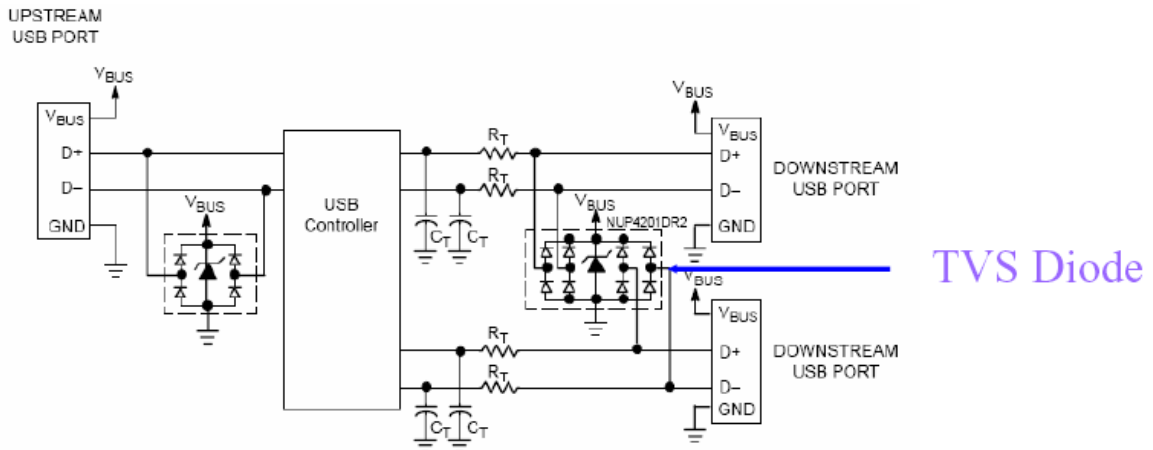 UPSTREAM
USB PORT
VBUS
VBUS
D+
D–
GND
VBUS
USB
Controller
RT
RT
CT
CT
VBUS
NUP4201DR2
VBUS
VBUS
D+
D–
GND
DOWNSTREAM
USB PORT
TVS Diode
VBUS
RT
RT
CT
CT
VBUS
D+
D–
GND
DOWNSTREAM
USB PORT